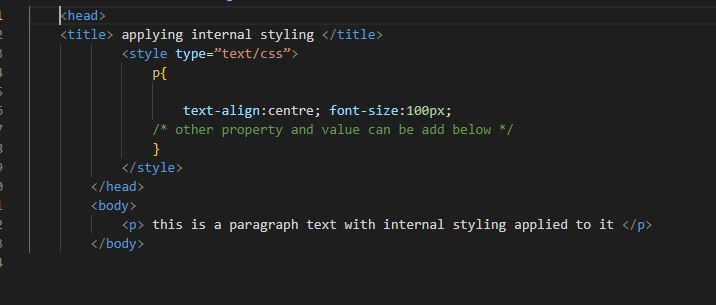 <head>
<title> applying internal styling </title>
<style type=”text/css”>
p{
text-align:centre; font-size:100px;
/* other property and value can be add below */
}
</style>
</head>
<body>
<p> this is a paragraph text with internal styling applied to it </p>
</body>